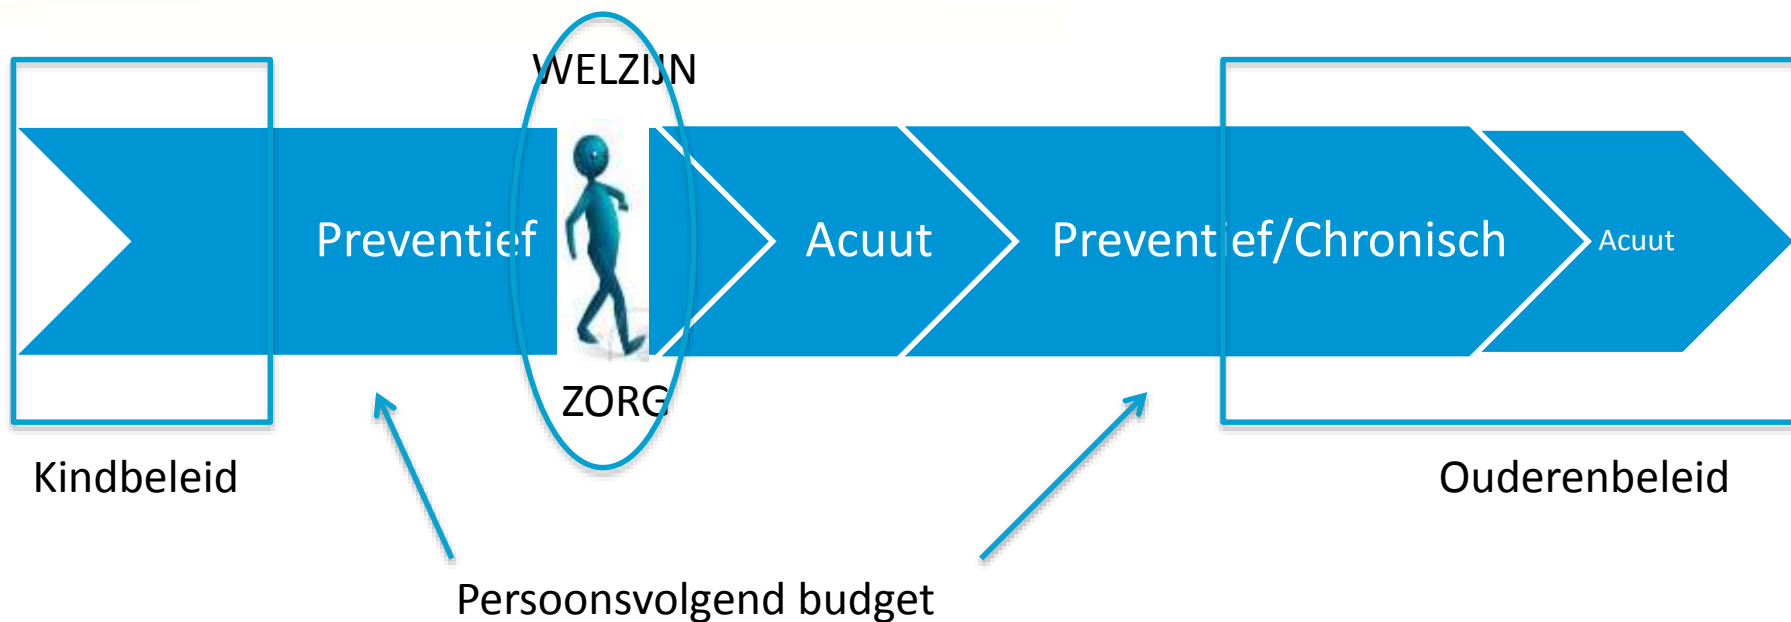 WELZIJN
Preventief
Acuut
Preventief/Chronisch
Acuut
ZORG
Kindbeleid
Ouderenbeleid
Persoonsvolgend budget